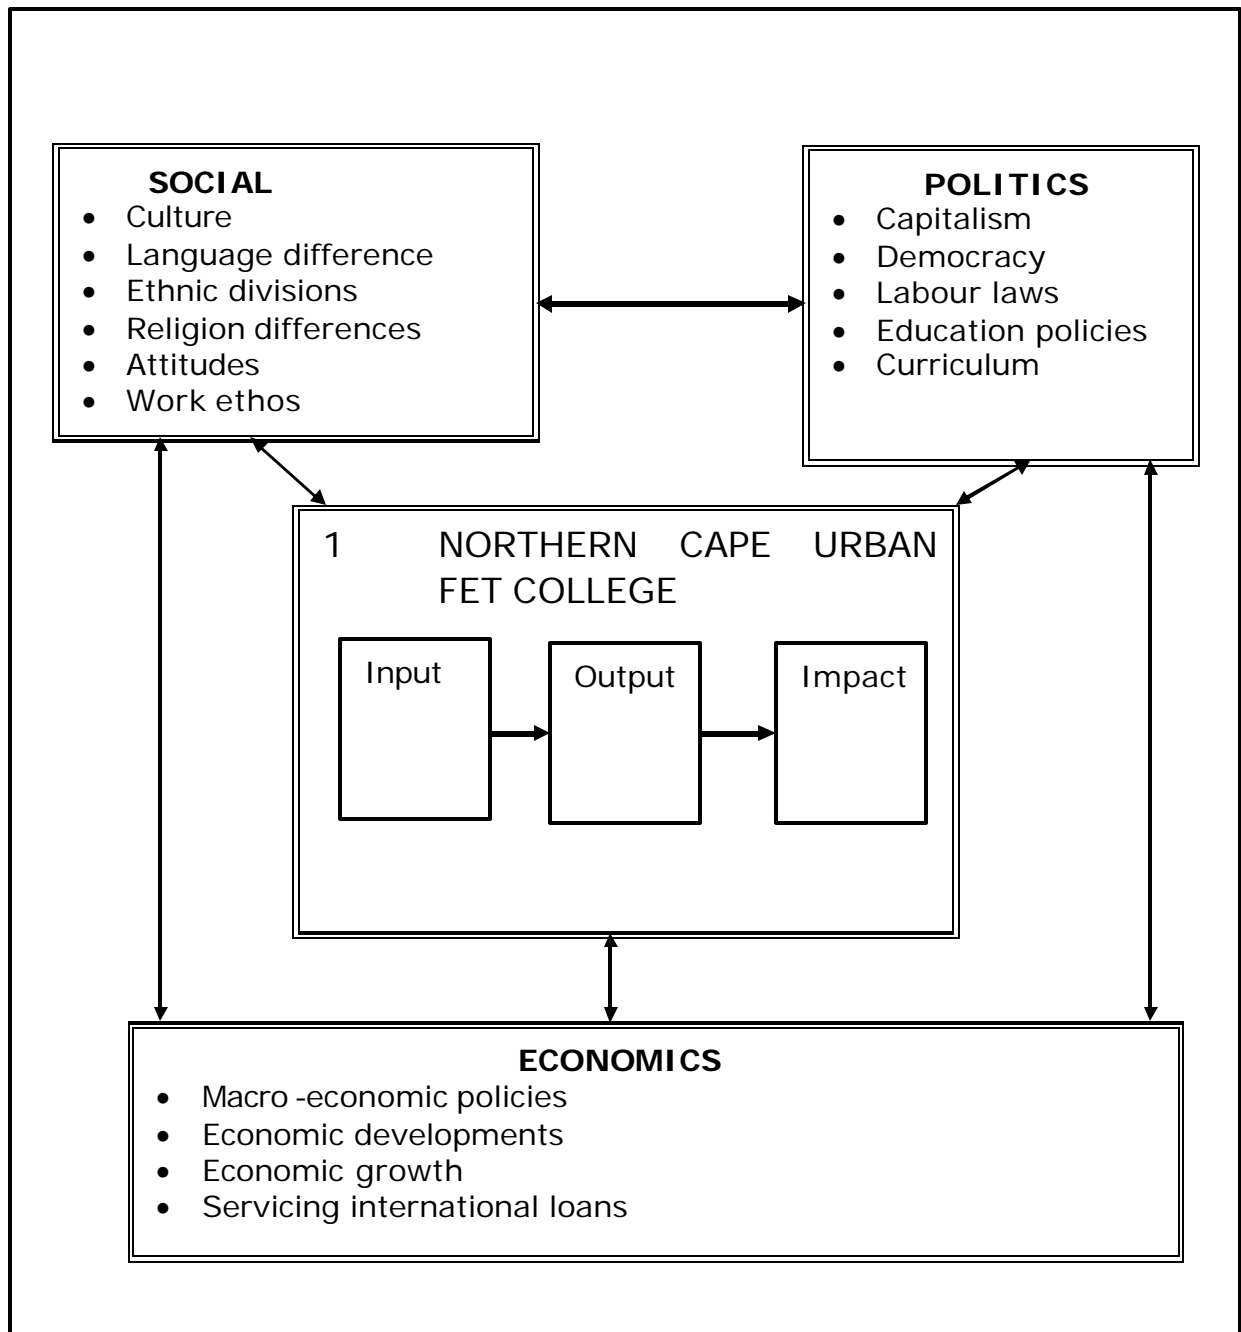 SOCIAL
• Culture
• Language difference
• Ethnic divisions
• Religion differences
• Attitudes
• Work ethos
POLITICS
• Capitalism
• Democracy
• Labour laws
• Education policies
• Curriculum
1 NORTHERN CAPE URBAN
FET COLLEGE
Input
Output
Impact
ECONOMICS
• Macro-economic policies
• Economic developments
• Economic growth
• Servicing international loans